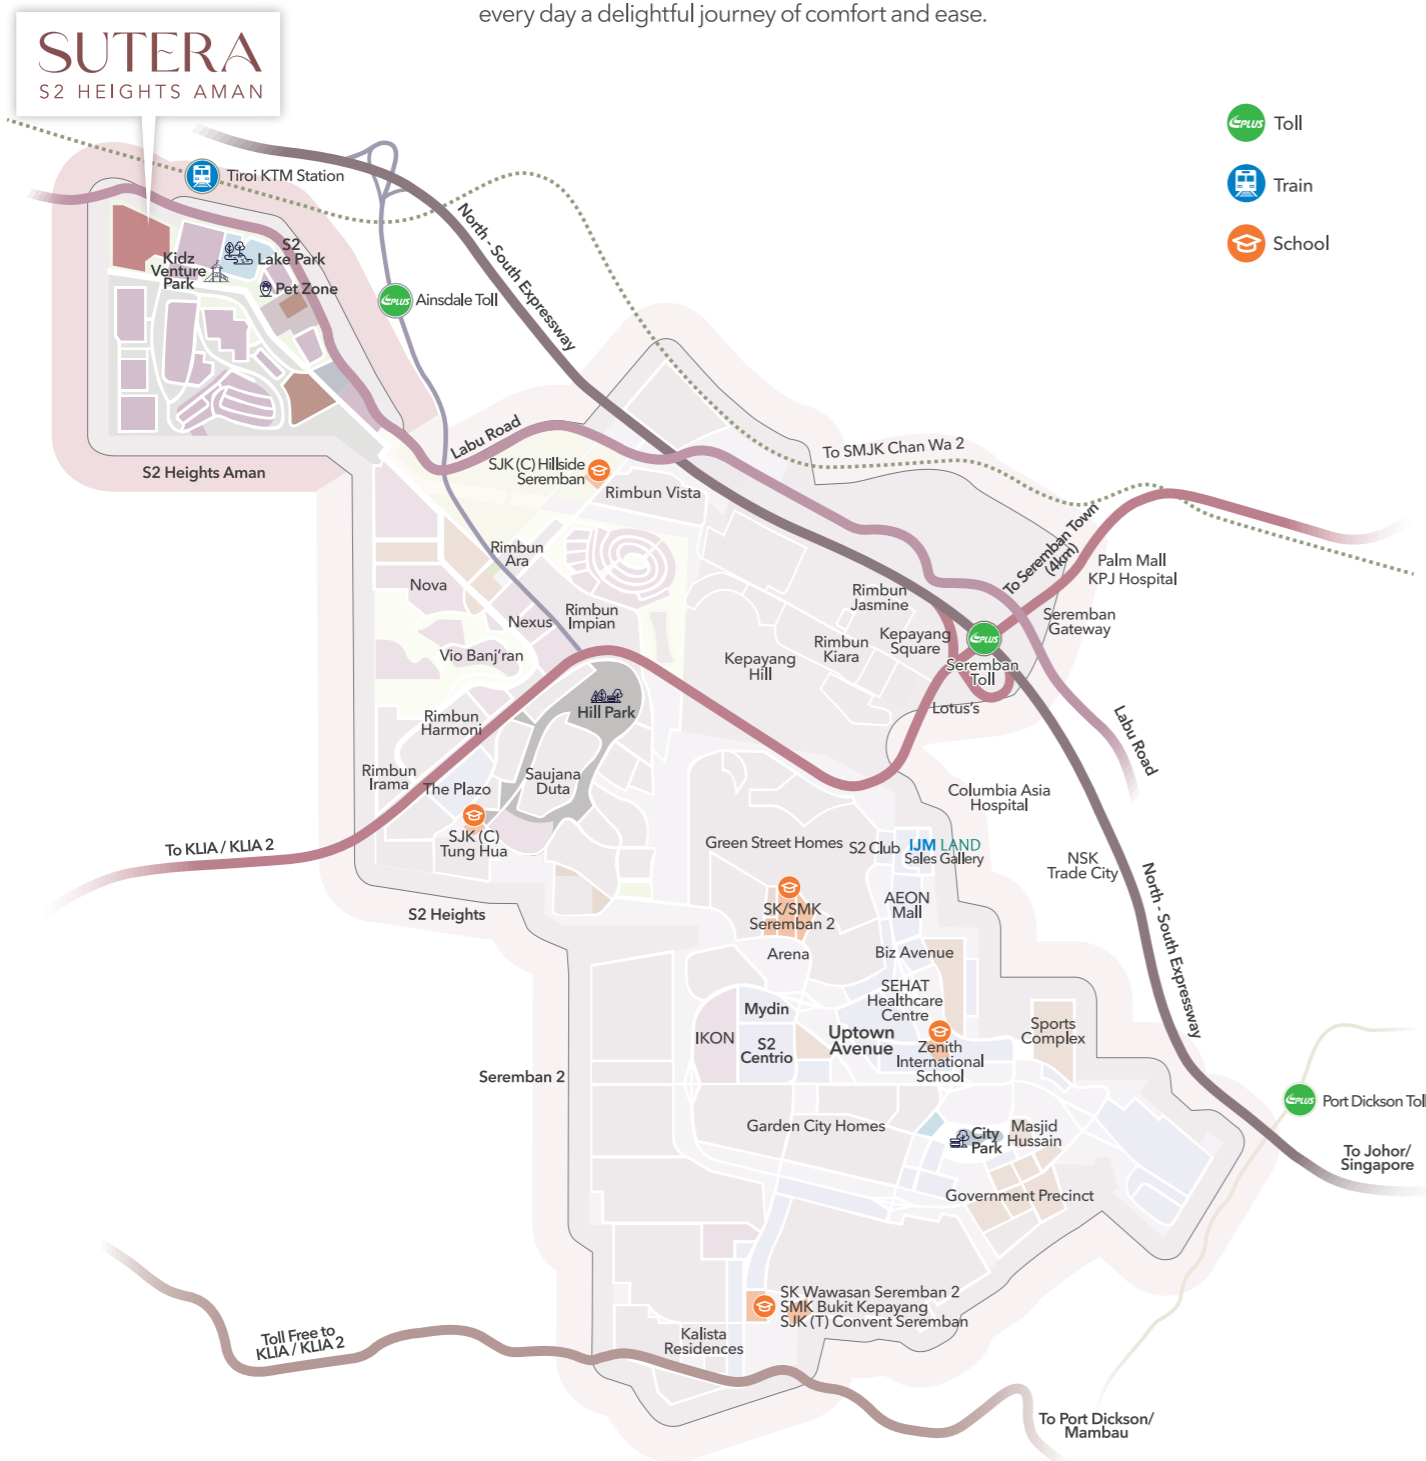 every day a delightful journey of comfort and ease.
SUTERA
S2 HEIGHTS AMAN
PLUS
Toll
Train
School
Tiroi KTM Station
S2
Lake Park
Kidz
Venture
Park
Pet Zone
PLUS
Ainsdale Toll
North - South Expressway
S2 Heights Aman
Labu Road
SJK (C) Hillside
Seremban
Rimbun Vista
To SMJK Chan Wa 2
To Seremban Town
(4km)
Palm Mall
KPJ Hospital
Seremban
Gateway
Rimbun
Ara
Nova
Nexus
Rimbun
Impian
Vio Banj'ran
Rimbun
Jasmine
Rimbun
Kiara
Kepayang
Square
Kepayang
Hill
PLUS
Seremban
Toll
Lotus's
Labu Road
Hill Park
Rimbun
Harmoni
Rimbun
Irama
The Plazo
Saujana
Duta
SJK (C)
Tung Hua
To KLIA / KLIA 2
S2 Heights
Columbia Asia
Hospital
Green Street Homes
S2 Club
IJM LAND
Sales Gallery
NSK
Trade City
North - South Expressway
SK/SMK
Seremban 2
AEON
Mall
Arena
Biz Avenue
SEHAT
Healthcare
Centre
Mydin
IKON
S2
Centrio
Uptown
Avenue
Zenith
International
School
Sports
Complex
Seremban 2
PLUS
Port Dickson Toll
Garden City Homes
City
Park
Masjid
Hussain
To Johor/
Singapore
Government Precinct
SK Wawasan Seremban 2
SMK Bukit Kepayang
SJK (T) Convent Seremban
Kalista
Residences
Toll Free to
KLIA / KLIA 2
To Port Dickson/
Mambau